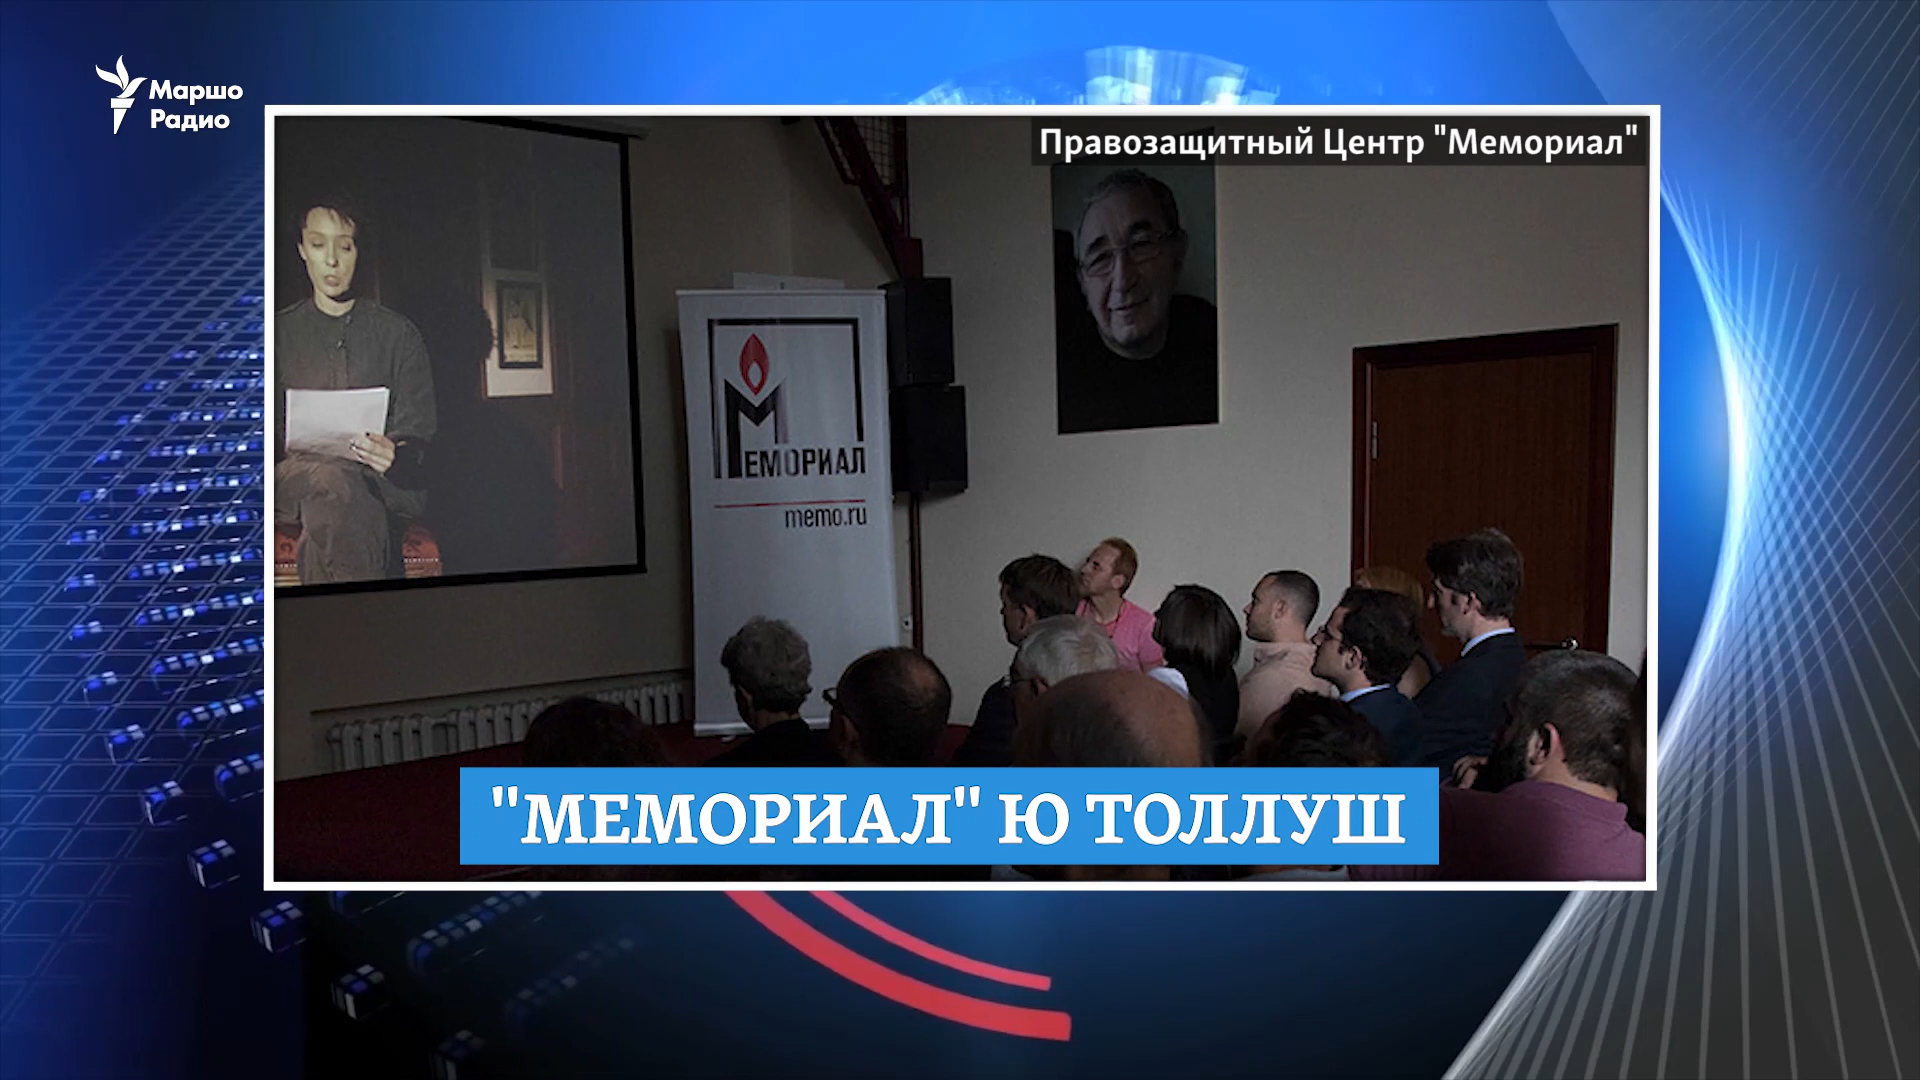 Маршо
Радио
Правозащитный Центр "Мемориал"
МЕМОРИАЛ
memo.ru
"МЕМОРИАЛ" Ю ТОЛЛУШ